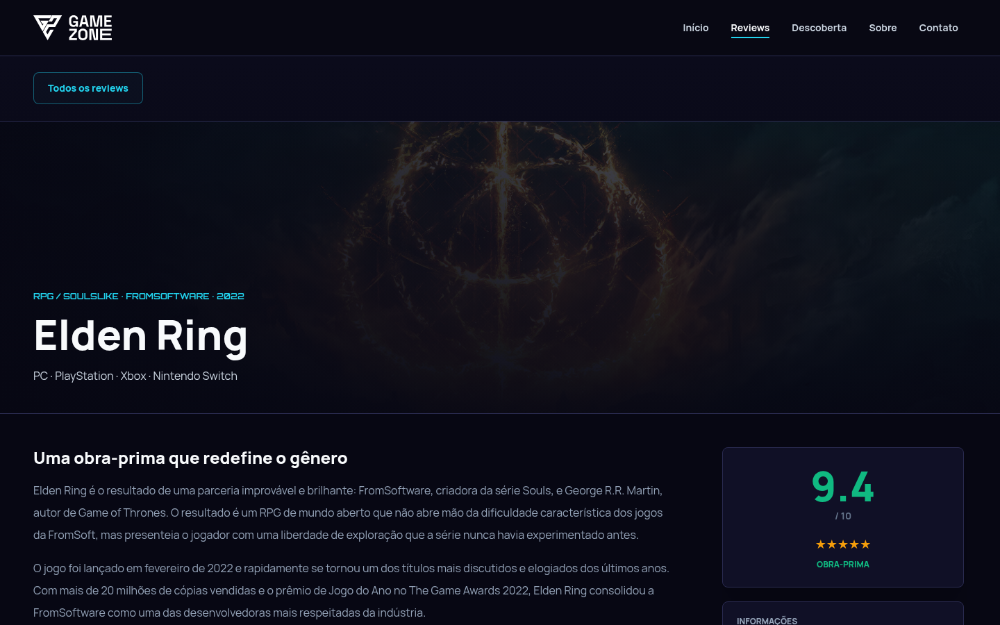 GAME
ZONE
Início
Reviews
Descoberta
Sobre
Contato
Todos os reviews
RPG / SOULSLIKE · FROMSOFTWARE · 2022
Elden Ring
PC · PlayStation · Xbox · Nintendo Switch
Uma obra-prima que redefine o gênero
Elden Ring é o resultado de uma parceria improvável e brilhante: FromSoftware, criadora da série Souls, e George R.R. Martin,
autor de Game of Thrones. O resultado é um RPG de mundo aberto que não abre mão da dificuldade característica dos jogos
da FromSoft, mas presenteia o jogador com uma liberdade de exploração que a série nunca havia experimentado antes.
O jogo foi lançado em fevereiro de 2022 e rapidamente se tornou um dos títulos mais discutidos e elogiados dos últimos anos.
Com mais de 20 milhões de cópias vendidas e o prêmio de Jogo do Ano no The Game Awards 2022, Elden Ring consolidou a
FromSoftware como uma das desenvolvedoras mais respeitadas da indústria.
9.4
/ 10
★★★★★
OBRA-PRIMA
INFORMAÇÕES